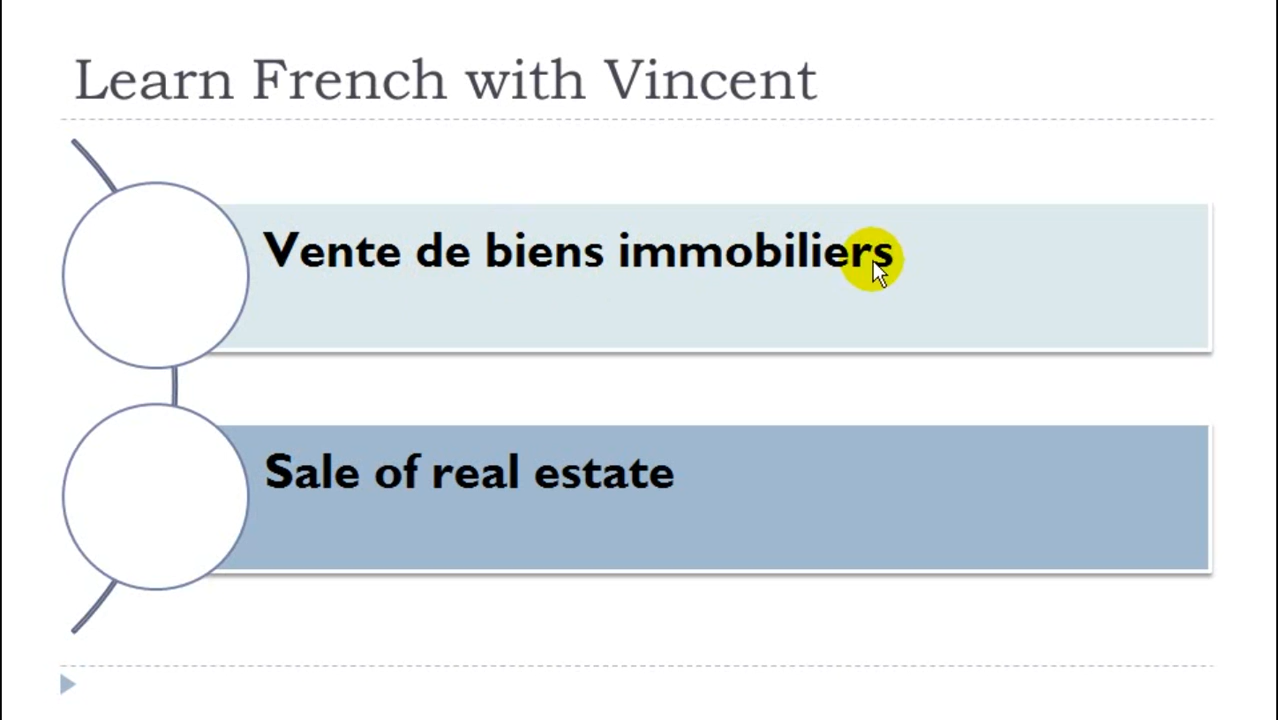 Learn French with Vincent
Vente de biens immobiliers
Sale of real estate